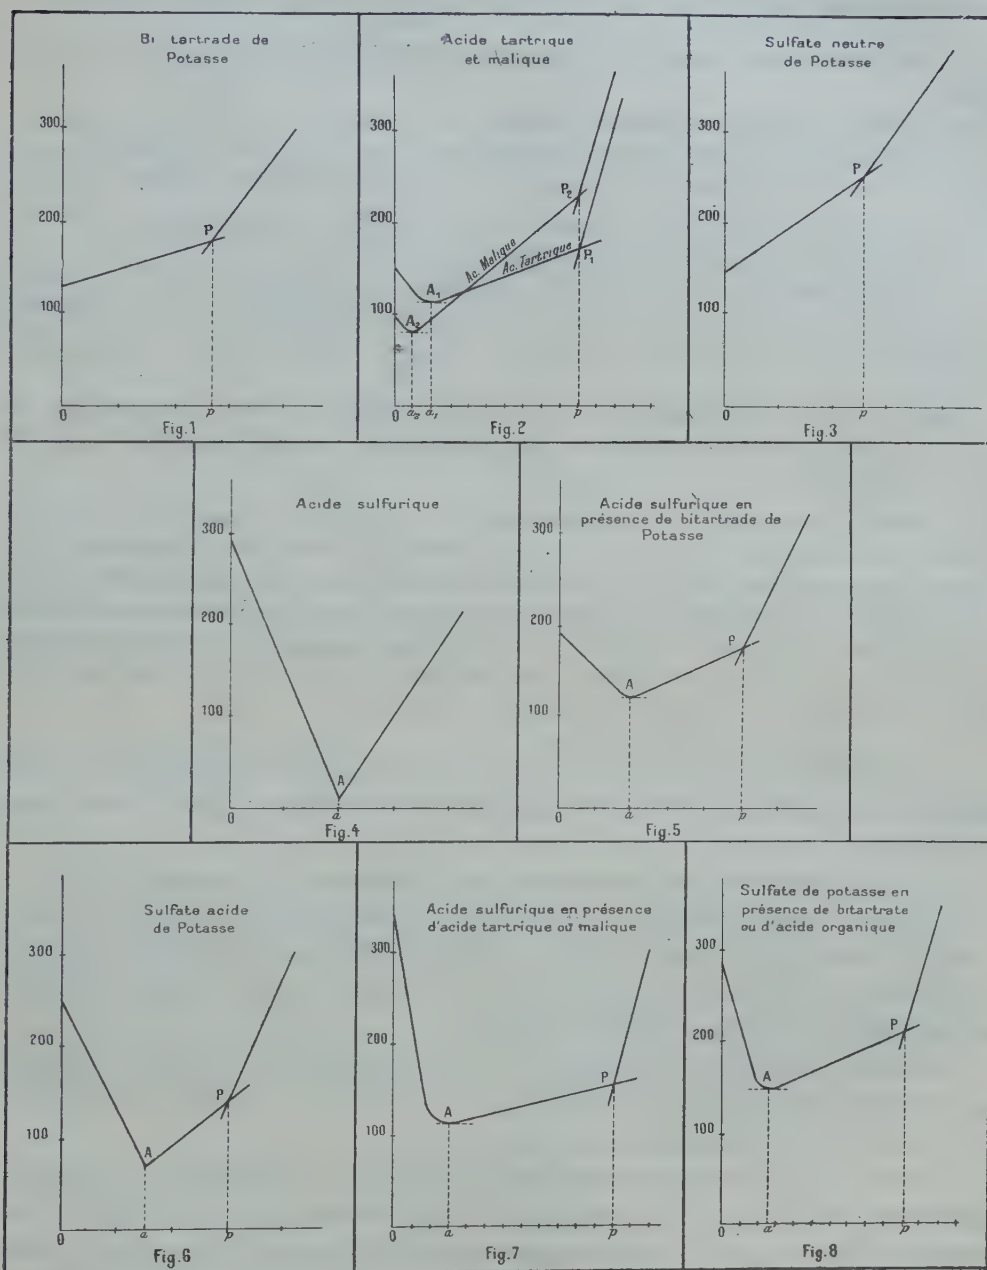 Bi tartrade de
Potasse
300
200
100
P
0
p
Fig.1
Acide tartrique
et malique
300
200
100
P₂
Ac. Malique
Ac. Tartrique
P₁
A₁
A₂
0
a₂
a₁
p
Fig.2
Sulfate neutre
de Potasse
300
200
100
P
0
p
Fig.3
Acide sulfurique
300
200
100
A
0
a
Fig.4
Acide sulfurique en
présence de bitartrade de
Potasse
300
200
100
P
A
0
a
p
Fig.5
Sulfate acide
de Potasse
300
200
100
P
A
0
a
p
Fig.6
Acide sulfurique en présence
d'acide tartrique ou malique
300
200
100
P
A
0
a
p
Fig.7
Sulfate de potasse en
présence de bitartrate
ou d'acide organique
300
200
100
P
A
0
a
p
Fig.8